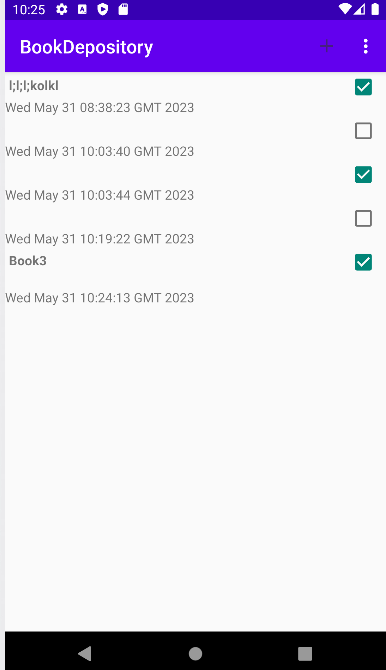 10:25
BookDepository
l;l;l;kolkl
Wed May 31 08:38:23 GMT 2023
Wed May 31 10:03:40 GMT 2023
Wed May 31 10:03:44 GMT 2023
Wed May 31 10:19:22 GMT 2023
Book3
Wed May 31 10:24:13 GMT 2023